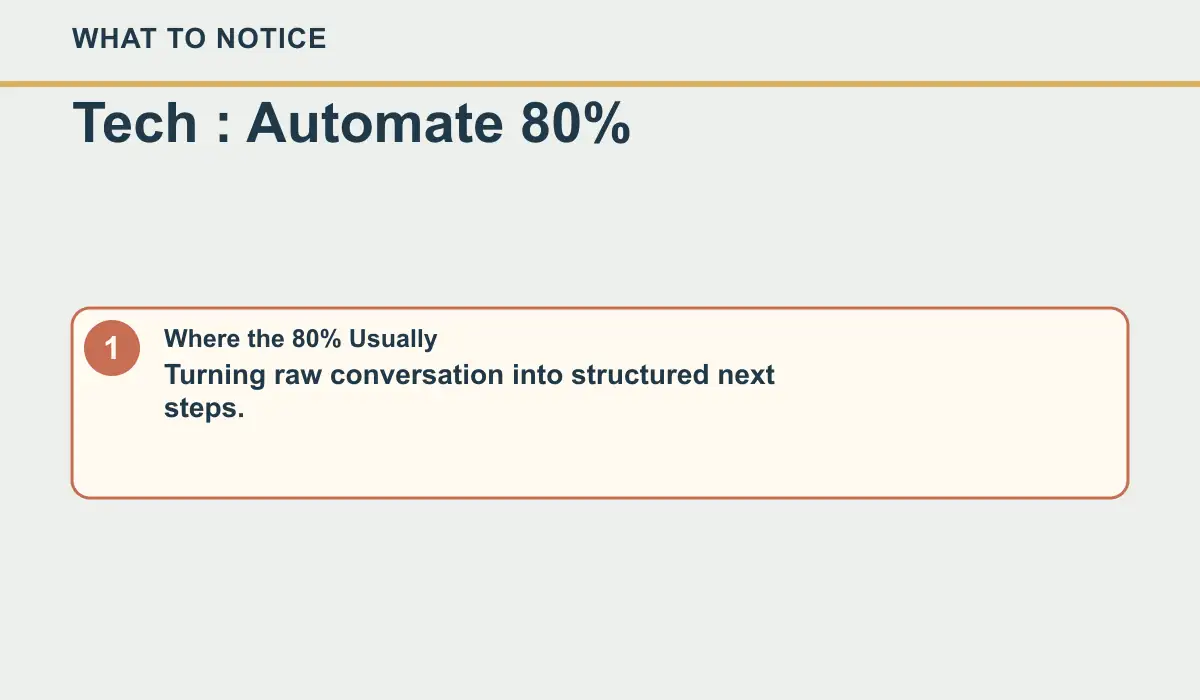 WHAT TO NOTICE
Tech : Automate 80%
1
Where the 80% Usually
Turning raw conversation into structured next
steps.